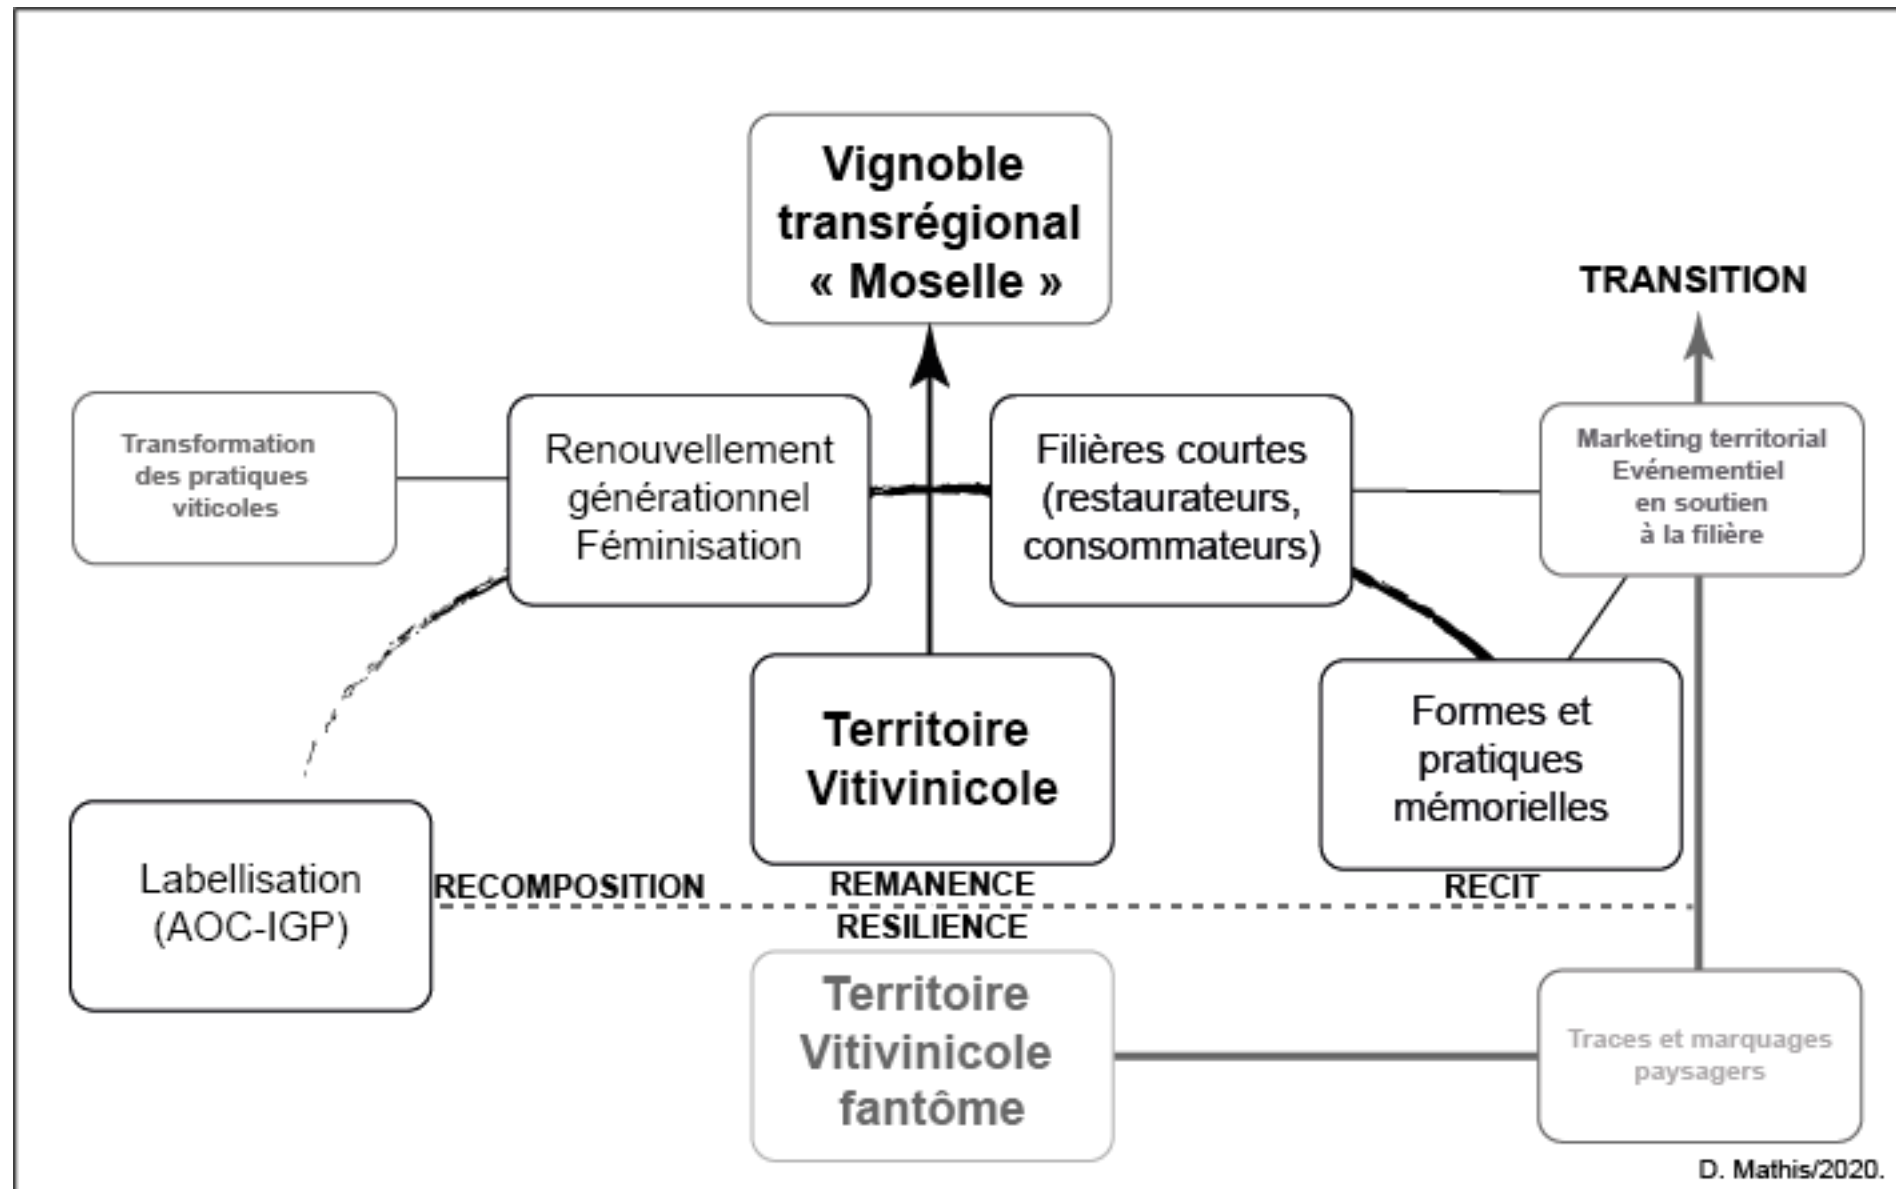 Vignoble
transrégional
« Moselle »
TRANSITION
Transformation
des pratiques
viticoles
Renouvellement
générationnel
Féminisation
Filières courtes
(restaurateurs,
consommateurs)
Marketing territorial
Evénementiel
en soutien
à la filière
Territoire
Vitivinicole
Formes et
pratiques
mémorielles
Labellisation
(AOC-IGP)
RECOMPOSITION
REMANENCE
RECIT
RESILIENCE
Territoire
Vitivinicole
fantôme
Traces et marquages
paysagers
D. Mathis/2020.